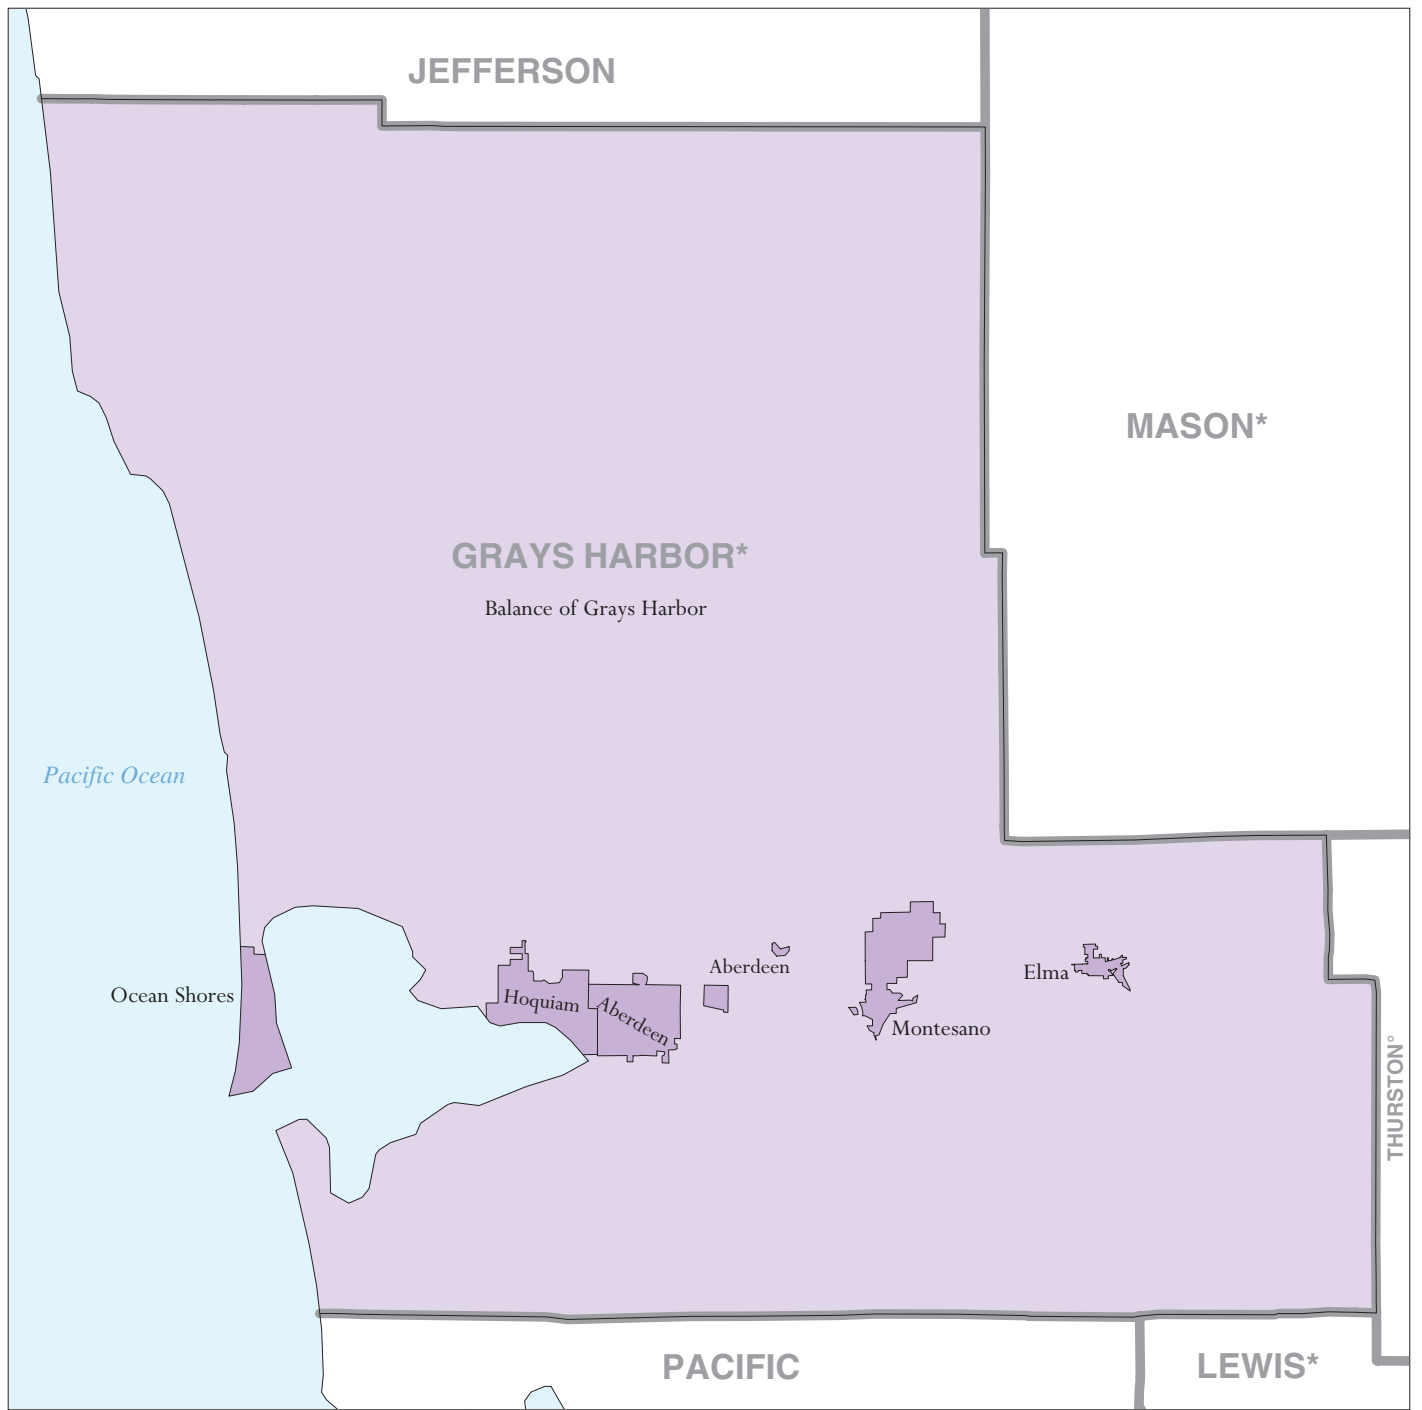 JEFFERSON
MASON*
GRAYS HARBOR*
Balance of Grays Harbor
Pacific Ocean
Aberdeen
Elma
Ocean Shores
Hoquiam
Aberdeen
Montesano
THURSTON°
PACIFIC
LEWIS*